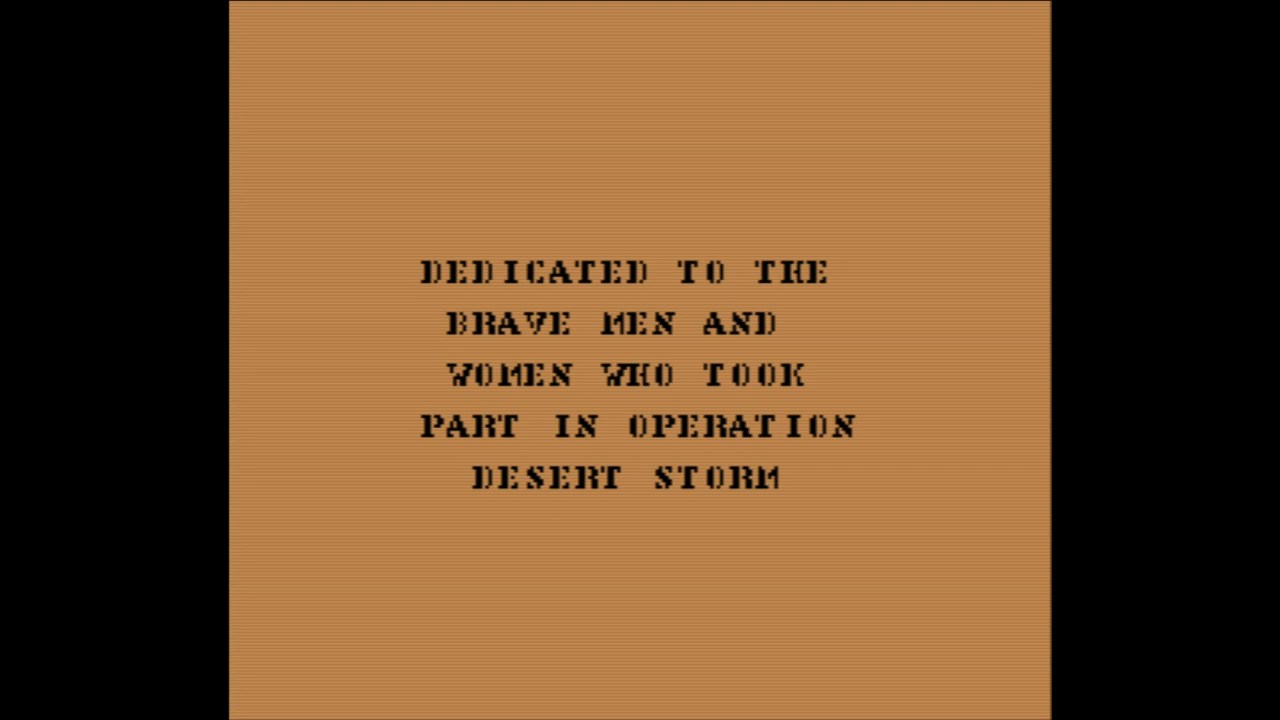 DEDICATED TO THE
BRAVE MEN AND
WOMEN WHO TOOK
PART IN OPERATION
DESERT STORM